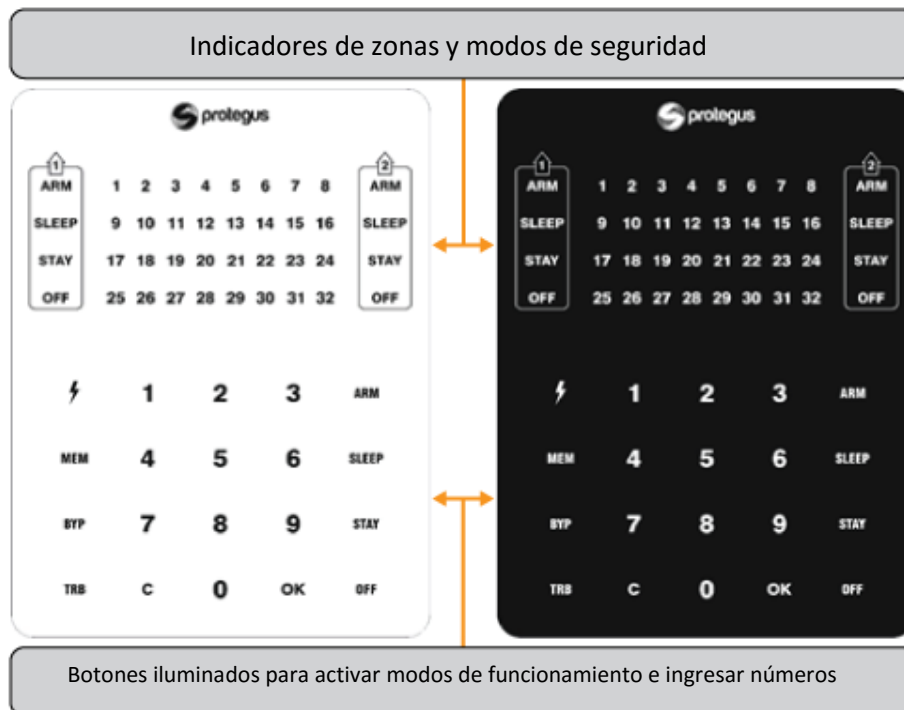 Indicadores de zonas y modos de seguridad
protegus
1 2
ARM 1 2 3 4 5 6 7 8 ARM
SLEEP 9 10 11 12 13 14 15 16 SLEEP
STAY 17 18 19 20 21 22 23 24 STAY
OFF 25 26 27 28 29 30 31 32 OFF
1 2 3 ARM
MEM 4 5 6 SLEEP
BYP 7 8 9 STAY
TRB C 0 OK OFF
protegus
1 2
ARM 1 2 3 4 5 6 7 8 ARM
SLEEP 9 10 11 12 13 14 15 16 SLEEP
STAY 17 18 19 20 21 22 23 24 STAY
OFF 25 26 27 28 29 30 31 32 OFF
1 2 3 ARM
MEM 4 5 6 SLEEP
BYP 7 8 9 STAY
TRB C 0 OK OFF
Botones iluminados para activar modos de funcionamiento e ingresar números